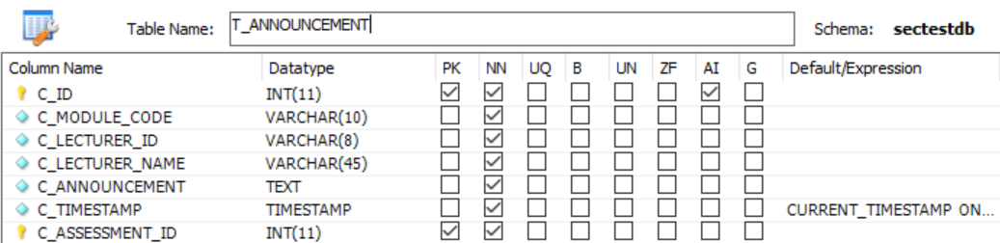 Table Name: T_ANNOUNCEMENT Schema: sectestdb
Column Name Datatype PK NN UQ B UN ZF AI G Default/Expression
C_ID INT(11)
C_MODULE_CODE VARCHAR(10)
C_LECTURER_ID VARCHAR(8)
C_LECTURER_NAME VARCHAR(45)
C_ANNOUNCEMENT TEXT
C_TIMESTAMP TIMESTAMP CURRENT_TIMESTAMP ON...
C_ASSESSMENT_ID INT(11)